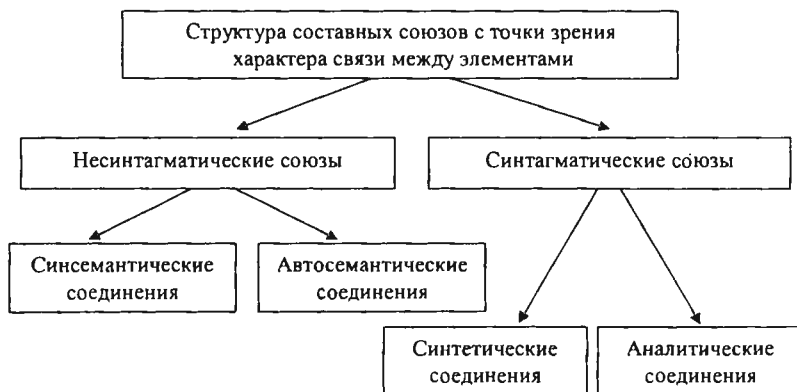 Структура составных союзов с точки зрения
характера связи между элементами
Несинтагматические союзы
Синтагматические союзы
Синсемантические
соединения
Автосемантические
соединения
Синтетические
соединения
Аналитические
соединения